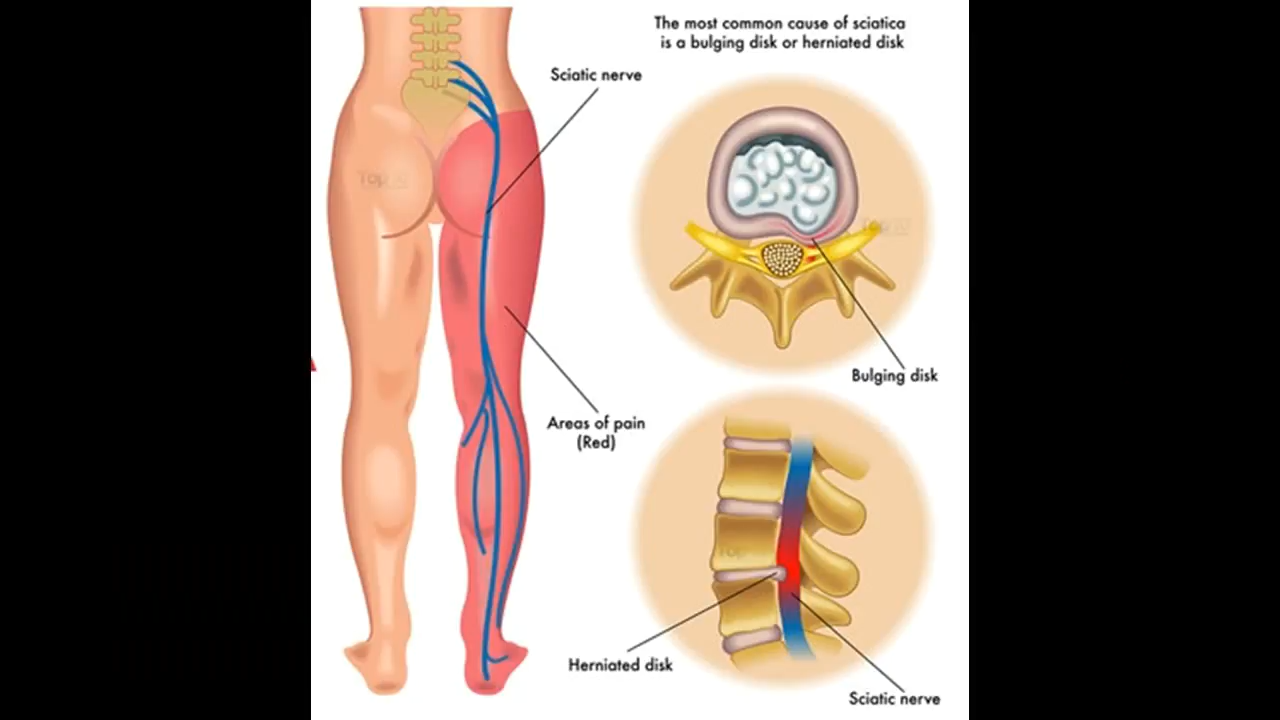 The most common cause of sciatica
is a bulging disk or herniated disk
Sciatic nerve
Bulging disk
Areas of pain
(Red)
Herniated disk
Sciatic nerve